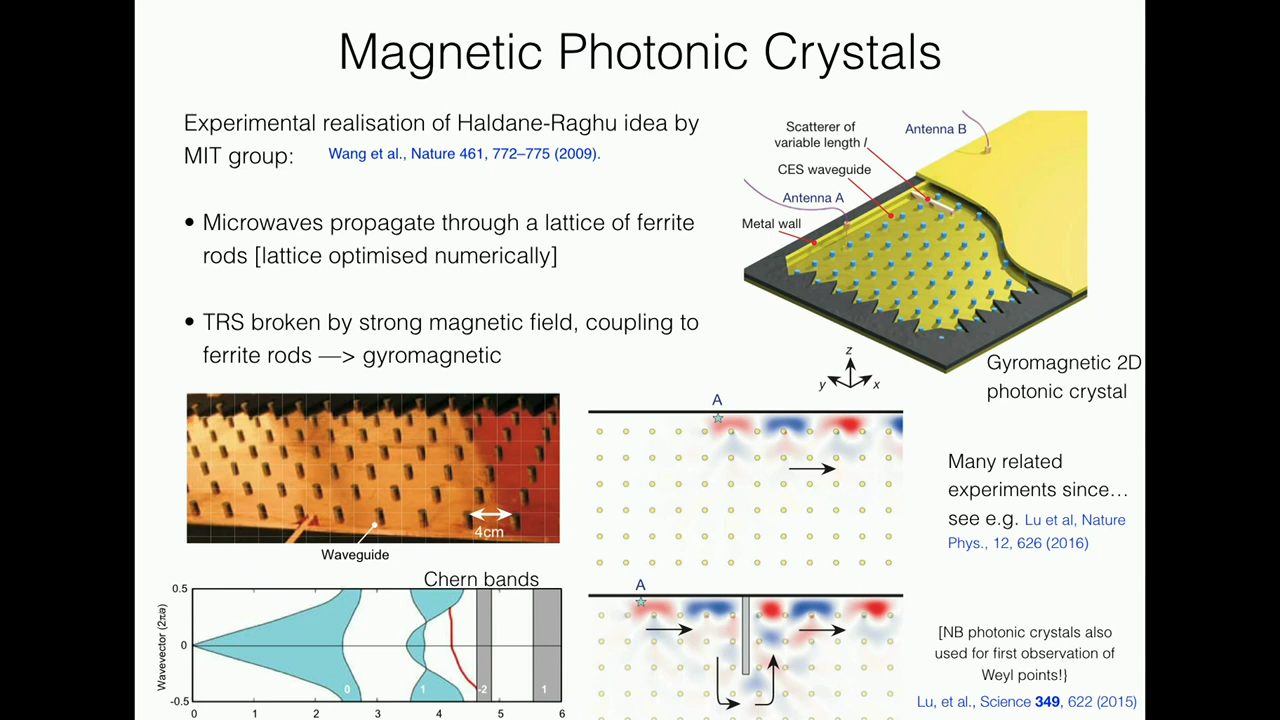 Magnetic Photonic Crystals
Experimental realisation of Haldane-Raghu idea by
MIT group: Wang et al., Nature 461, 772–775 (2009).
• Microwaves propagate through a lattice of ferrite
rods [lattice optimised numerically]
• TRS broken by strong magnetic field, coupling to
ferrite rods —> gyromagnetic
Scatterer of
variable length l
Antenna B
CES waveguide
Antenna A
Metal wall
z
y
x
Gyromagnetic 2D
photonic crystal
4cm
Waveguide
A
A
Many related
experiments since…
see e.g. Lu et al, Nature
Phys., 12, 626 (2016)
Chern bands
Wavevector (2πa)
0.5
0
-0.5
0
1
-2
1
0 1 2 3 4 5 6
[NB photonic crystals also
used for first observation of
Weyl points!}
Lu, et al., Science 349, 622 (2015)